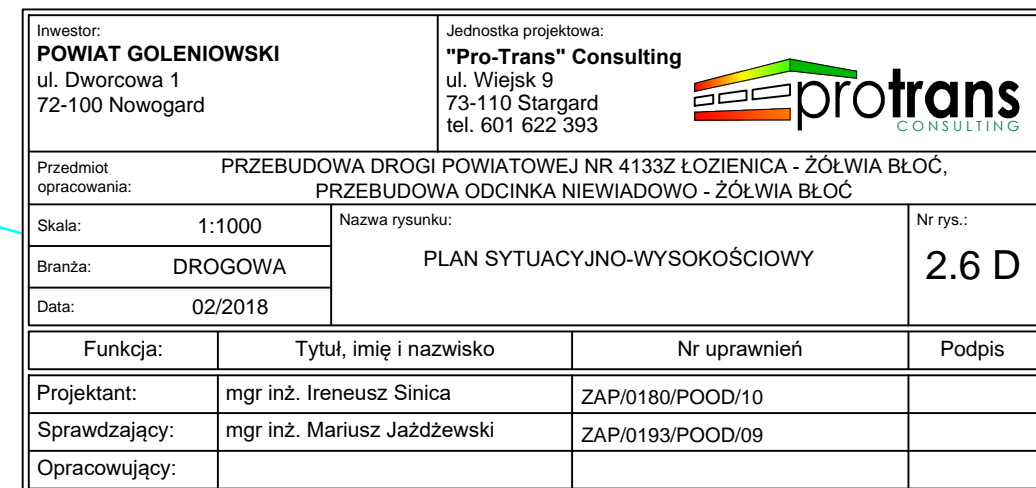 Inwestor:
POWIAT GOLENIOWSKI
ul. Dworcowa 1
72-100 Nowogard
Jednostka projektowa:
"Pro-Trans" Consulting
ul. Wiejsk 9
73-110 Stargard
tel. 601 622 393
protrans
CONSULTING
Przedmiot
opracowania:
PRZEBUDOWA DROGI POWIATOWEJ NR 4133Z ŁOZIENICA - ŻÓŁWIA BŁOĆ,
PRZEBUDOWA ODCINKA NIEWIADOWO - ŻÓŁWIA BŁOĆ
Skala: 1:1000
Branża: DROGOWA
Data: 02/2018
Nazwa rysunku:
PLAN SYTUACYJNO-WYSOKOŚCIOWY
Nr rys.:
2.6 D
Funkcja: Tytuł, imię i nazwisko Nr uprawnień Podpis
Projektant: mgr inż. Ireneusz Sinica ZAP/0180/POOD/10
Sprawdzający: mgr inż. Mariusz Jażdżewski ZAP/0193/POOD/09
Opracowujący: